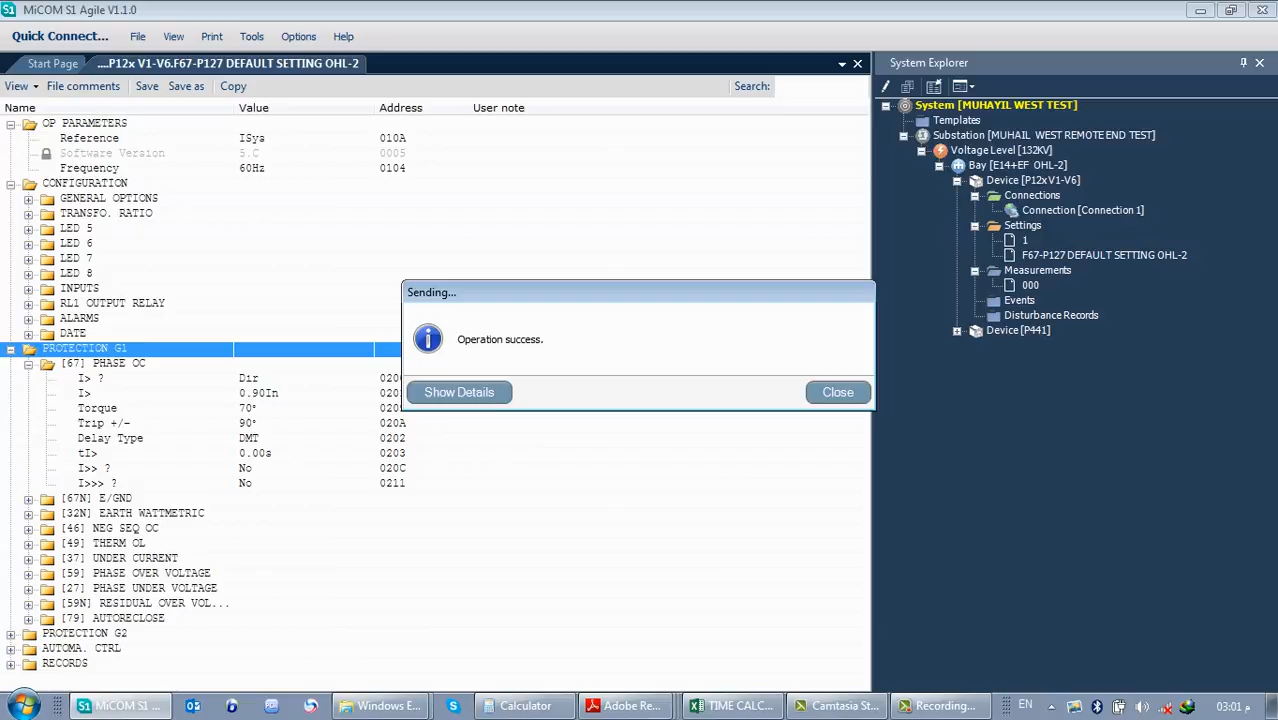 S1 MiCOM S1 Agile V1.1.0
Quick Connect... File View Print Tools Options Help
Start Page ....P12x V1-V6.F67-P127 DEFAULT SETTING OHL-2
System Explorer
View File comments Save Save as Copy Search:
Name Value Address User note
OP PARAMETERS
Reference ISya 010A
Software Version 5.C 0005
Frequency 60Hz 0104
CONFIGURATION
GENERAL OPTIONS
TRANSFO. RATIO
LED 5
LED 6
LED 7
LED 8
INPUTS
RL1 OUTPUT RELAY
ALARMS
DATE
PROTECTION G1
[67] PHASE OC
I> ? Dir
I> 0.90In
Torque 70°
Trip +/- 90° 020A
Delay Type DMT 0202
tI> 0.00s 0203
I>> ? No 020C
I>>> ? No 0211
[67N] E/GND
[32N] EARTH WATTMETRIC
[46] NEG SEQ OC
[49] THERM OL
[37] UNDER CURRENT
[59] PHASE OVER VOLTAGE
[27] PHASE UNDER VOLTAGE
[59N] RESIDUAL OVER VOL...
[79] AUTORECLOSE
PROTECTION G2
AUTOMA. CTRL
RECORDS
Sending...
Operation success.
Show Details Close
System [MUHAYIL WEST TEST]
Templates
Substation [MUHAIL WEST REMOTE END TEST]
Voltage Level [132KV]
Bay [E14+EF OHL-2]
Device [P12xV1-V6]
Connections
Connection [Connection 1]
Settings
1
F67-P127 DEFAULT SETTING OHL-2
Measurements
000
Events
Disturbance Records
Device [P441]
S1 MiCOM S1 ... Windows E... Calculator Adobe Re... TIME CALC... Camtasia St... Recording... EN 03:01 م